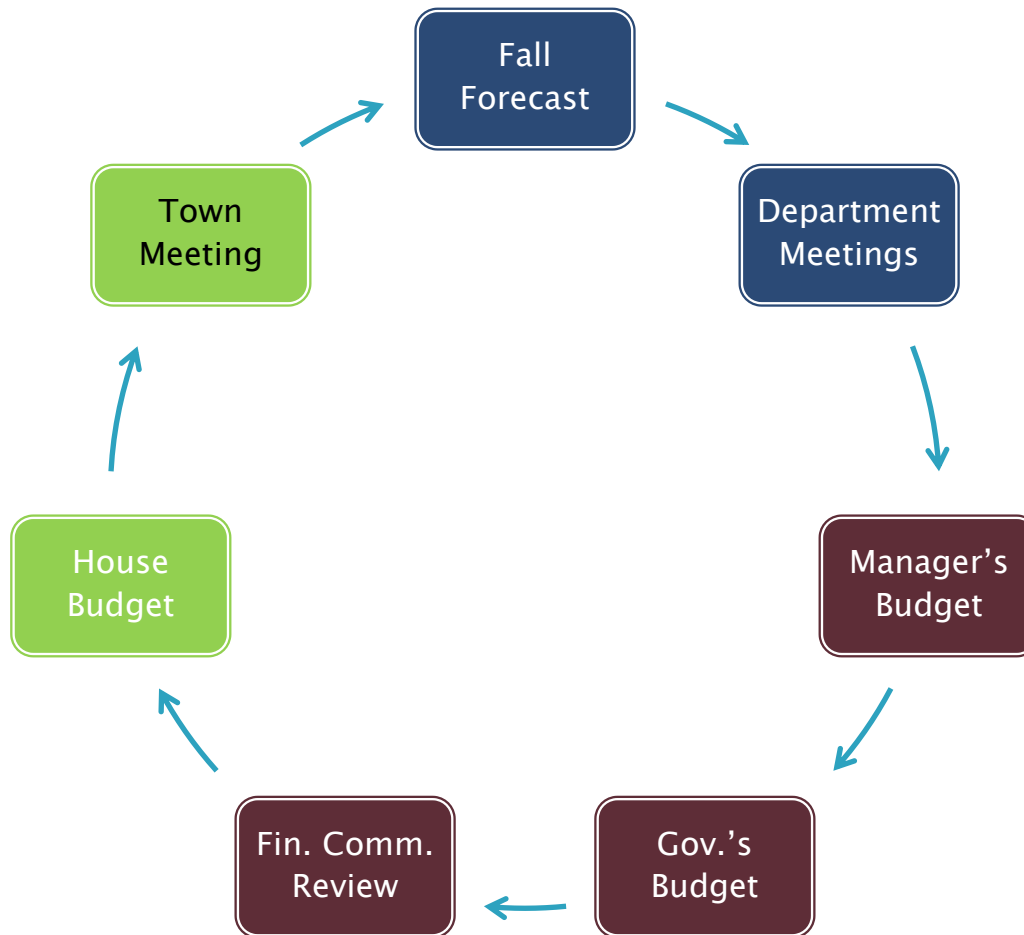 Fall
Forecast
Department
Meetings
Manager’s
Budget
Gov.’s
Budget
Fin. Comm.
Review
House
Budget
Town
Meeting